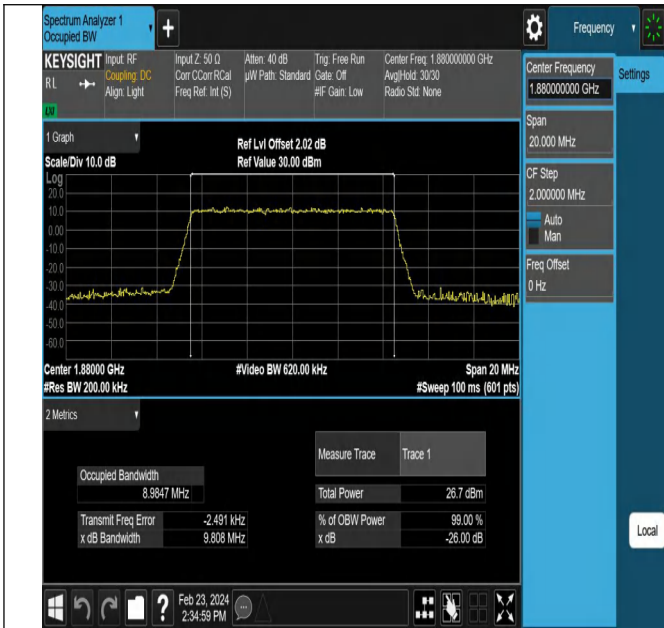 Spectrum Analyzer 1
Occupied BW
Frequency
KEYSIGHT
RL
LXI
Input: RF
Coupling: DC
Align: Light
Input Z: 50 Ω
Corr CCorr RCal
Freq Ref: Int (S)
Atten: 40 dB
µW Path: Standard
Trig: Free Run
Gate: Off
#IF Gain: Low
Center Freq: 1.880000000 GHz
Avg|Hold: 30/30
Radio Std: None
Center Frequency
1.880000000 GHz
Settings
Span
20.000 MHz
CF Step
2.000000 MHz
Auto
Man
Freq Offset
0 Hz
Local
1 Graph
Scale/Div 10.0 dB
Ref Lvl Offset 2.02 dB
Ref Value 30.00 dBm
Log
20.0
10.0
0.00
-10.0
-20.0
-30.0
-40.0
-50.0
-60.0
Center 1.88000 GHz
#Video BW 620.00 kHz
Span 20 MHz
#Res BW 200.00 kHz
#Sweep 100 ms (601 pts)
2 Metrics
Measure Trace
Trace 1
Occupied Bandwidth
8.9847 MHz
Total Power
26.7 dBm
Transmit Freq Error
-2.491 kHz
% of OBW Power
99.00 %
x dB Bandwidth
9.808 MHz
x dB
-26.00 dB
?
Feb 23, 2024
2:34:59 PM